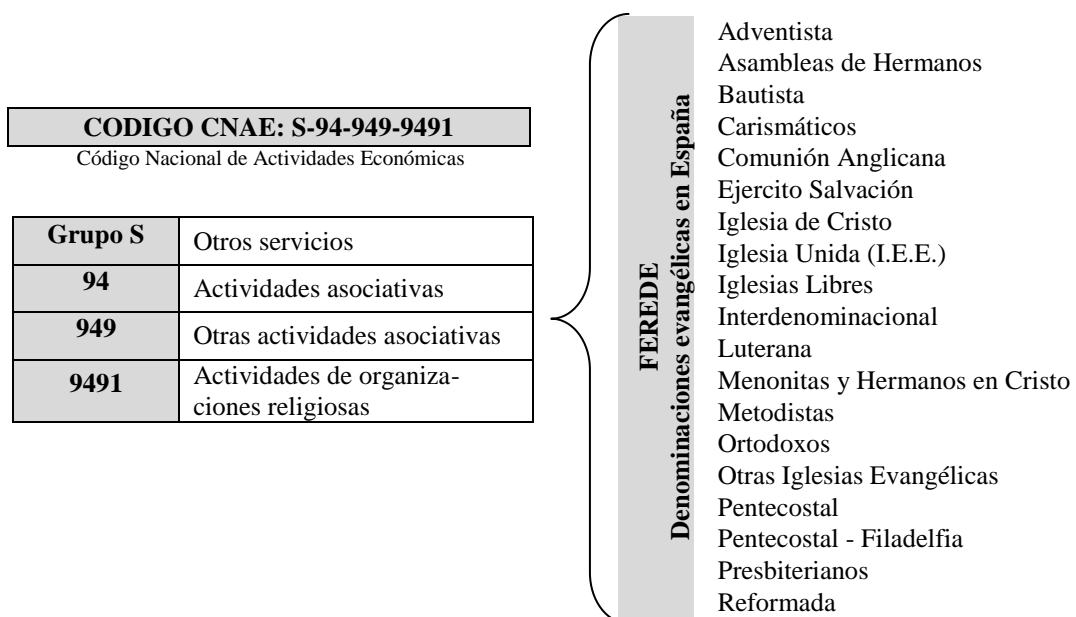 CODIGO CNAE: S-94-949-9491
Código Nacional de Actividades Económicas
Grupo S
Otros servicios
94
Actividades asociativas
949
Otras actividades asociativas
9491
Actividades de organiza-
ciones religiosas
FEREDE
Denominaciones evangélicas en España
Adventista
Asambleas de Hermanos
Bautista
Carismáticos
Comunión Anglicana
Ejercito Salvación
Iglesia de Cristo
Iglesia Unida (I.E.E.)
Iglesias Libres
Interdenominacional
Luterana
Menonitas y Hermanos en Cristo
Metodistas
Ortodoxos
Otras Iglesias Evangélicas
Pentecostal
Pentecostal - Filadelfia
Presbiterianos
Reformada